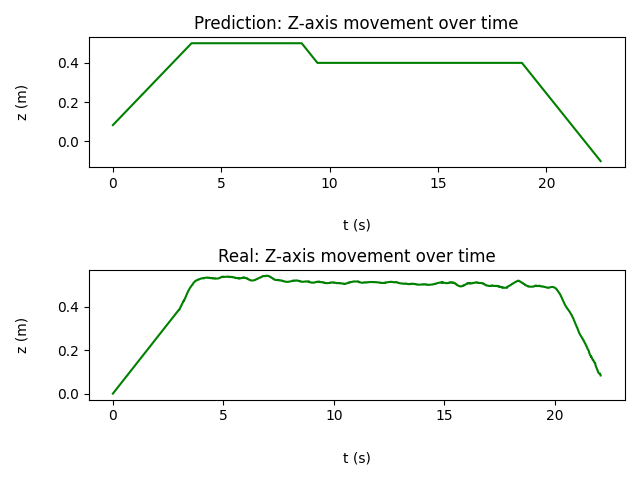 Prediction: Z-axis movement over time
0.4
0.2
0.0
z (m)
0 5 10 15 20
t (s)
Real: Z-axis movement over time
0.4
0.2
0.0
z (m)
0 5 10 15 20
t (s)